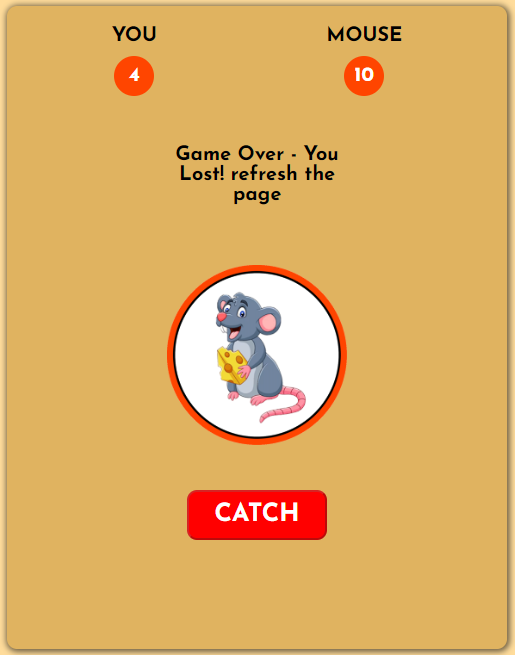 YOU
MOUSE
4
10
Game Over - You
Lost! refresh the
page
CATCH